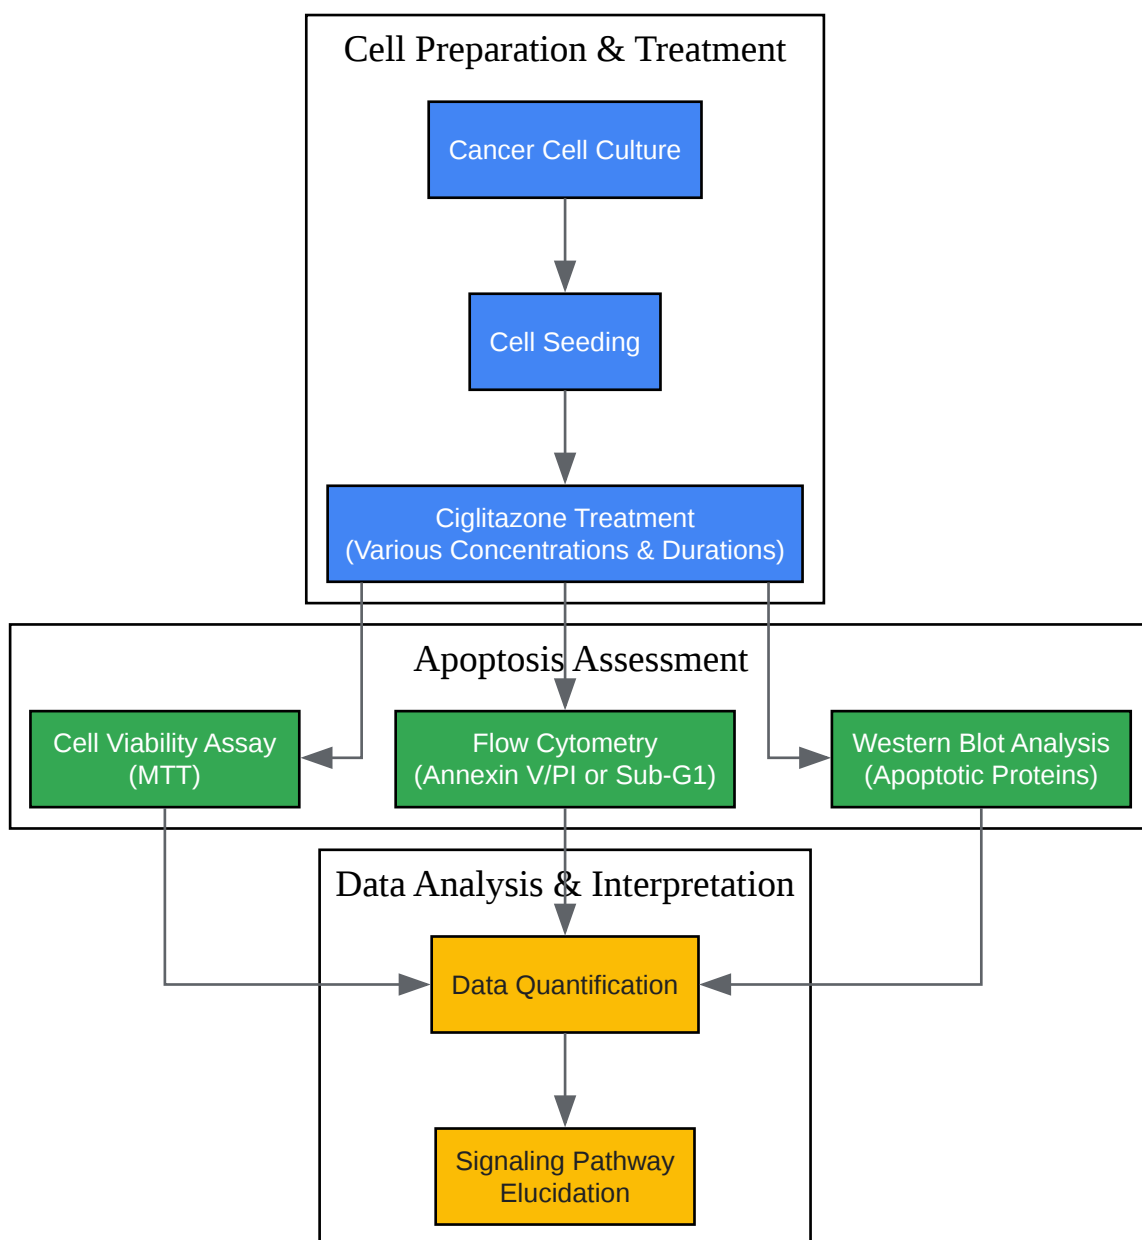 Cell Preparation & Treatment
Cancer Cell Culture
Cell Seeding
Ciglitazone Treatment
(Various Concentrations & Durations)
Apoptosis Assessment
Cell Viability Assay
(MTT)
Flow Cytometry
(Annexin V/PI or Sub-G1)
Western Blot Analysis
(Apoptotic Proteins)
Data Analysis & Interpretation
Data Quantification
Signaling Pathway
Elucidation